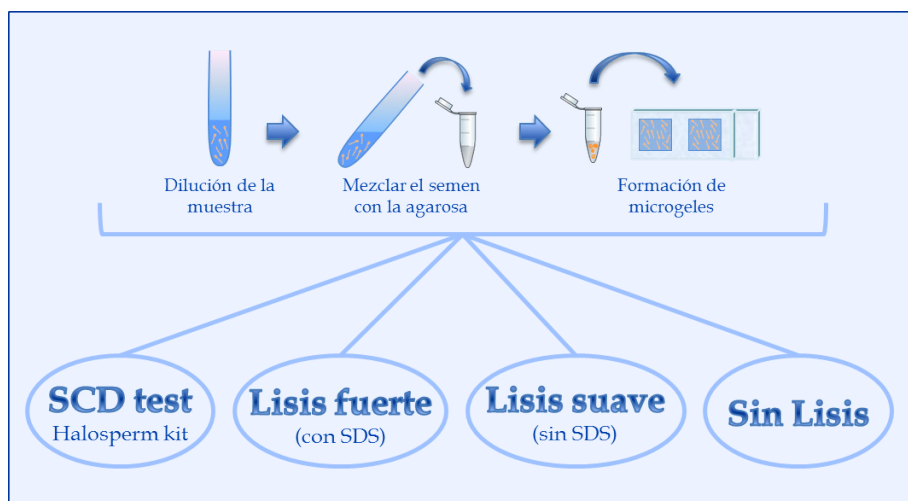 Dilución de la
muestra
Mezclar el semen
con la agarosa
Formación de
microgeles
SCD test
Halosperm kit
Lisis fuerte
(con SDS)
Lisis suave
(sin SDS)
Sin Lisis